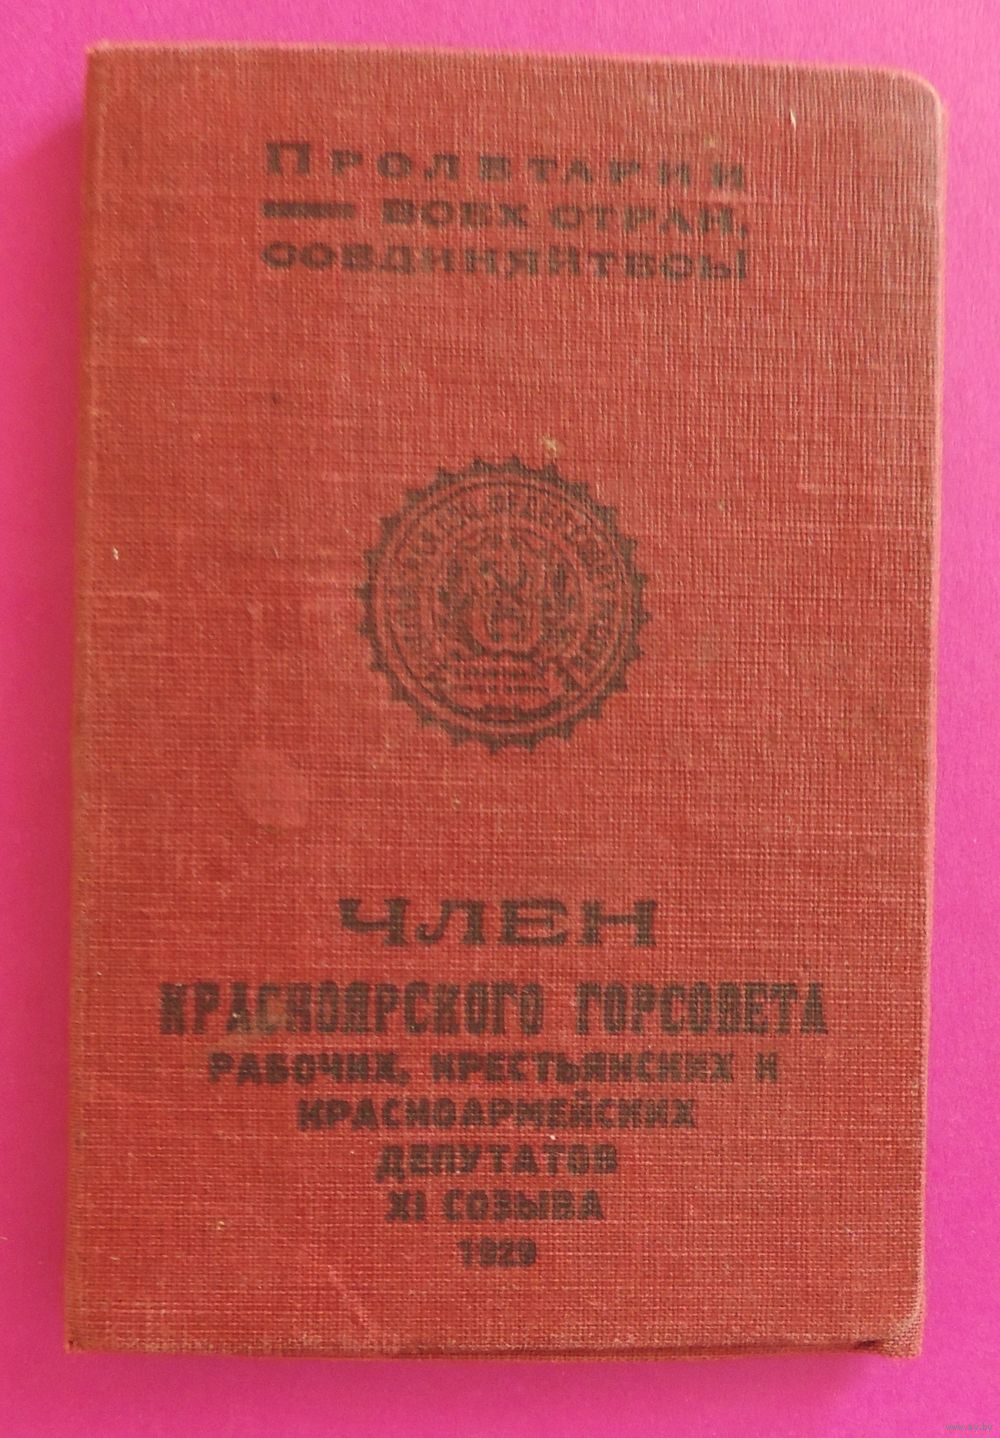 Пролетарии
всех стран,
соединяйтесь!
ЧЛЕН
КРАСНОЯРСКОГО ГОРСОВЕТА
РАБОЧИХ, КРЕСТЬЯНСКИХ И
КРАСНОАРМЕЙСКИХ
ДЕПУТАТОВ
XI СОЗЫВА
1929